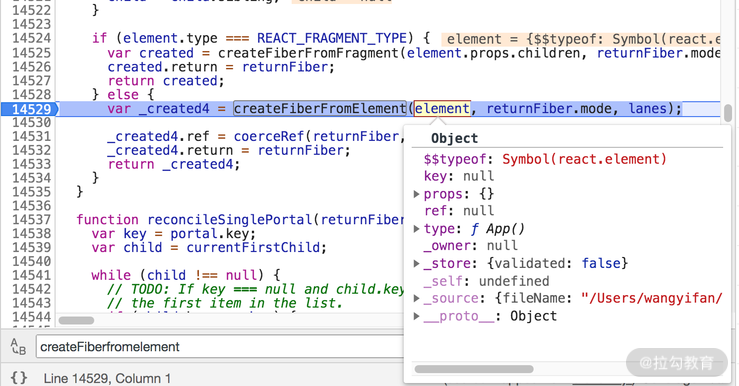 14522
}
14523
14524
if (element.type === REACT_FRAGMENT_TYPE) { element = {$$typeof: Symbol(react.e
14525
var created = createFiberFromFragment(element.props.children, returnFiber.mode
14526
created.return = returnFiber;
14527
return created;
14528
} else {
14529
var _created4 = createFiberFromElement(element, returnFiber.mode, lanes);
14530
14531
_created4.ref = coerceRef(returnFiber,
14532
_created4.return = returnFiber;
14533
return _created4;
14534
}
14535
}
14536
14537
function reconcileSinglePortal(returnFiber
14538
var key = portal.key;
14539
var child = currentFirstChild;
14540
14541
while (child !== null) {
14542
// TODO: If key === null and child.key
14543
// the first item in the list.
14544
Object
$$typeof: Symbol(react.element)
key: null
props: {}
ref: null
type: ƒ App()
_owner: null
_store: {validated: false}
_self: undefined
_source: {fileName: "/Users/wangyifan/
__proto__: Object
createFiberfromelement
{} Line 14529, Column 1
@拉勾教育